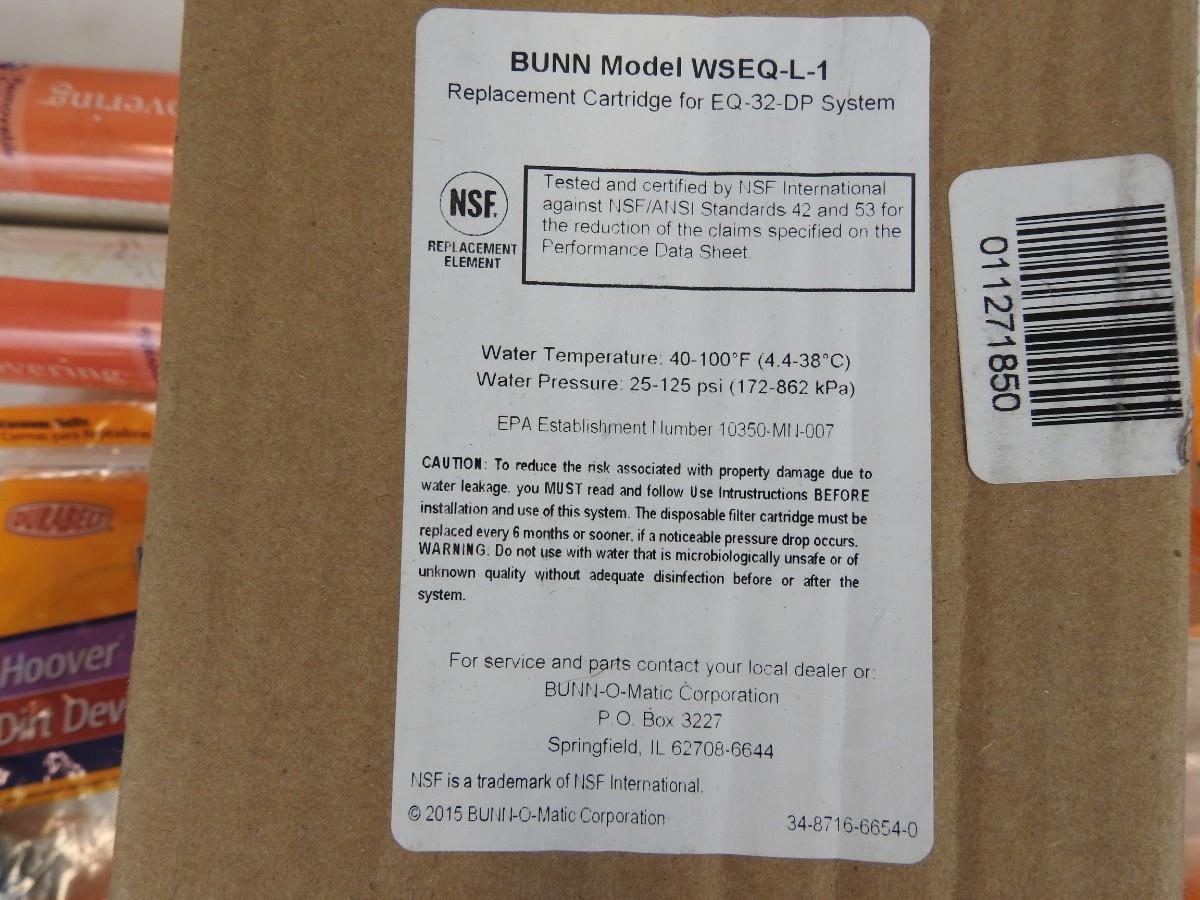 BUNN Model WSEQ-L-1
Replacement Cartridge for EQ-32-DP System
NSF.
REPLACEMENT
ELEMENT
Tested and certified by NSF International
against NSF/ANSI Standards 42 and 53 for
the reduction of the claims specified on the
Performance Data Sheet.
Water Temperature: 40-100°F (4.4-38°C)
Water Pressure: 25-125 psi (172-862 kPa)
EPA Establishment Number 10350-MN-007
CAUTION: To reduce the risk associated with property damage due to
water leakage, you MUST read and follow Use Intrustructions BEFORE
installation and use of this system. The disposable filter cartridge must be
replaced every 6 months or sooner, if a noticeable pressure drop occurs.
WARNING: Do not use with water that is microbiologically unsafe or of
unknown quality without adequate disinfection before or after the
system.
For service and parts contact your local dealer or:
BUNN-O-Matic Corporation
P.O. Box 3227
Springfield, IL 62708-6644
NSF is a trademark of NSF International.
© 2015 BUNN-O-Matic Corporation
34-8716-6654-0
011271850
overing
vering
Vacuum Belts
DURABELT
Hoover
Dirt Dev